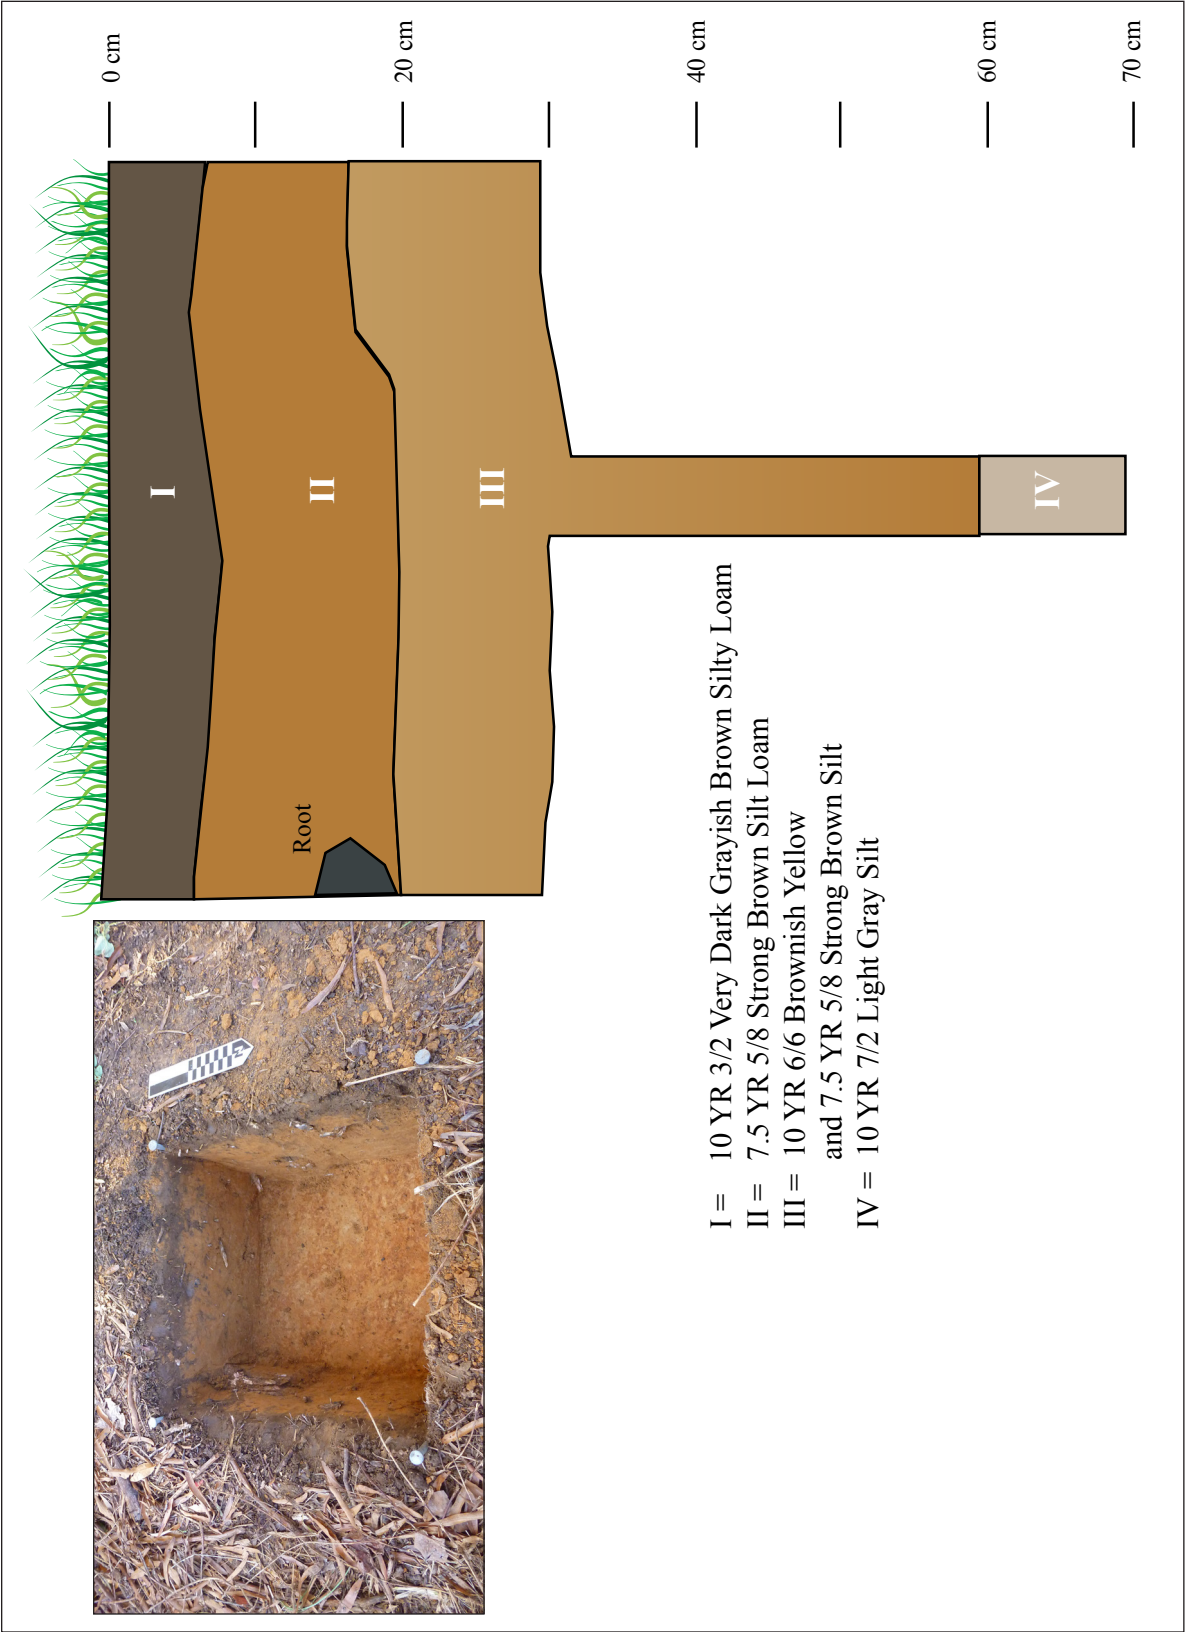 0 cm
20 cm
40 cm
60 cm
70 cm
I
II
III
IV
Root
I = 10 YR 3/2 Very Dark Grayish Brown Silty Loam
II = 7.5 YR 5/8 Strong Brown Silt Loam
III = 10 YR 6/6 Brownish Yellow
and 7.5 YR 5/8 Strong Brown Silt
IV = 10 YR 7/2 Light Gray Silt